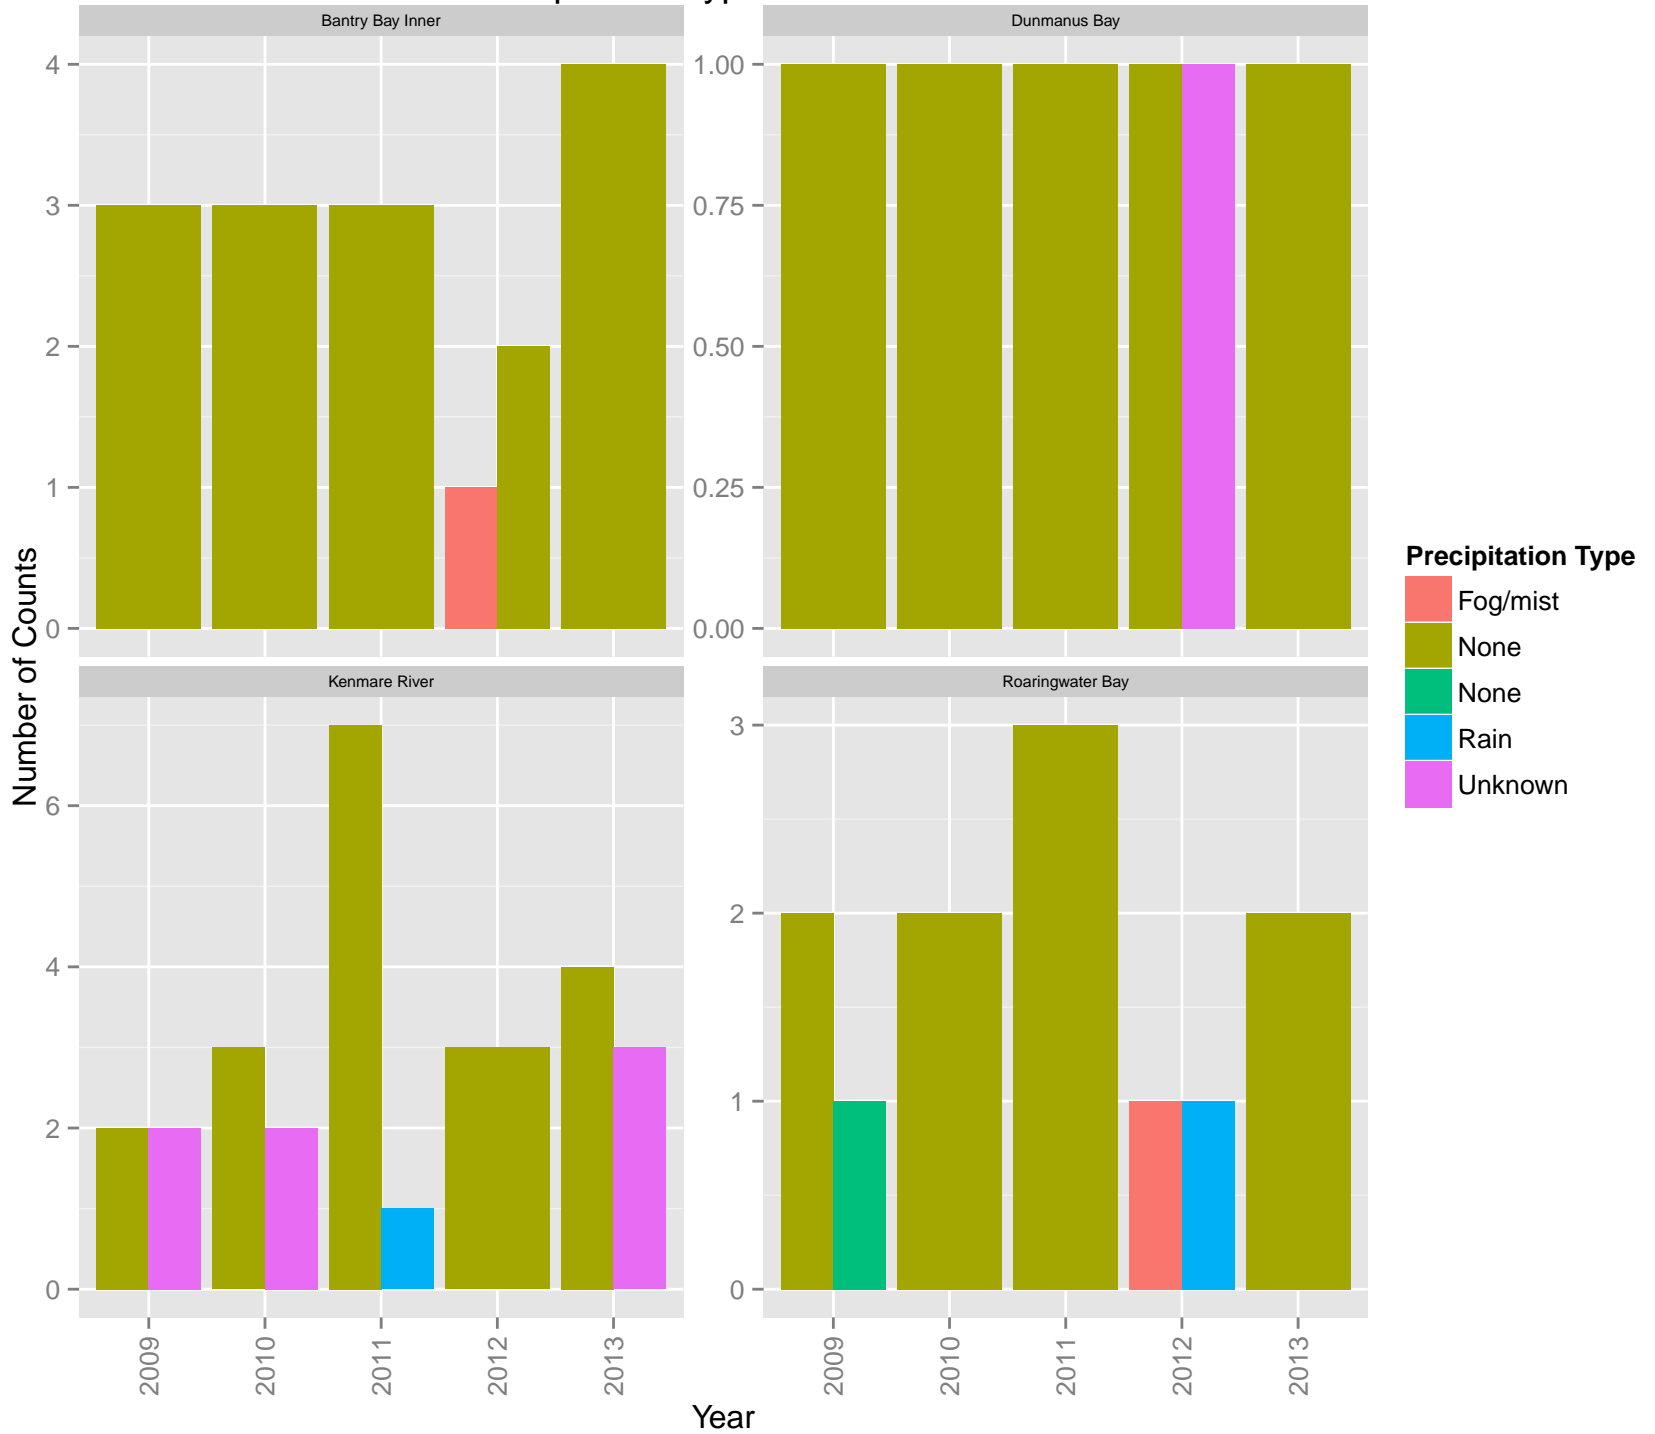 Bantry Bay Inner
Dunmanus Bay
4
3
2
1
0
1.00
0.75
0.50
0.25
0.00
Number of Counts
Kenmare River
Roaringwater Bay
6
4
2
0
3
2
1
0
2009
2010
2011
2012
2013
2009
2010
2011
2012
2013
Year
Precipitation Type
Fog/mist
None
None
Rain
Unknown